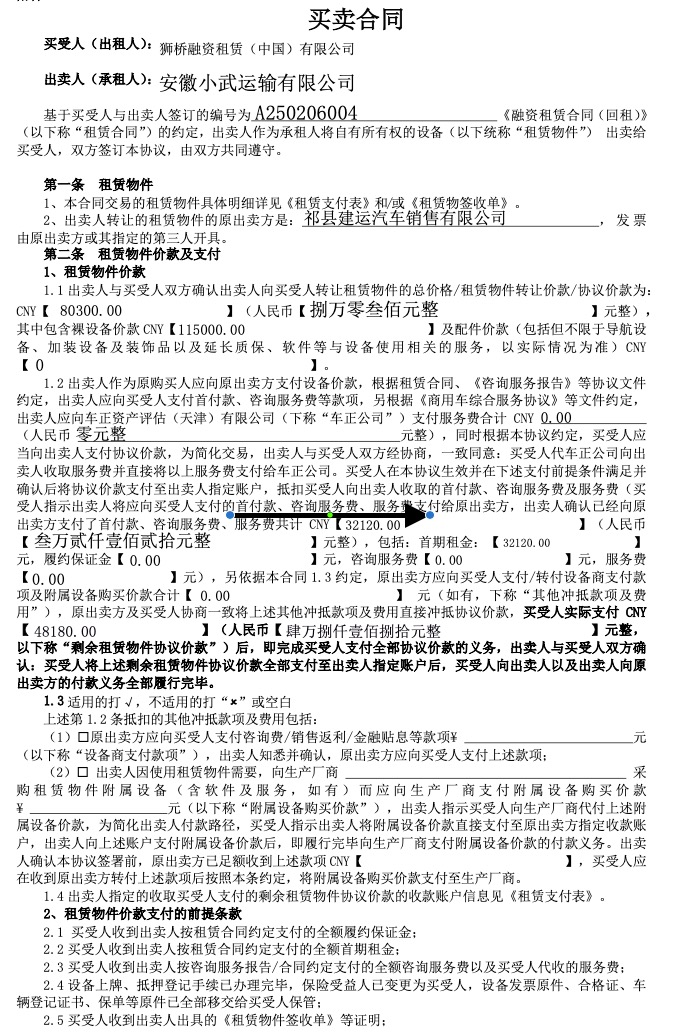 买卖合同
买受人（出租人）：狮桥融资租赁（中国）有限公司
出卖人（承租人）：安徽小武运输有限公司
基于买受人与出卖人签订的编号为 A250206004 《融资租赁合同（回租）》
（以下称“租赁合同”）的约定，出卖人作为承租人将自有所有权的设备（以下统称“租赁物件”） 出卖给
买受人，双方签订本协议，由双方共同遵守。
第一条 租赁物件
1、本合同交易的租赁物件具体明细详见《租赁支付表》和/或《租赁物签收单》。
2、出卖人转让的租赁物件的原出卖方是：祁县建运汽车销售有限公司 ，发票
由原出卖方或其指定的第三人开具。
第二条 租赁物件价款及支付
1、租赁物件价款
1.1 出卖人与买受人双方确认出卖人向买受人转让租赁物件的总价格/租赁物件转让价款/协议价款为：
CNY【 80300.00 】（人民币【 捌万零叁佰元整 】元整），
其中包含裸设备价款 CNY【115000.00 】及配件价款（包括但不限于导航设
备、加装设备及装饰品以及延长质保、软件等与设备使用相关的服务，以实际情况为准）CNY
【 0 】。
1.2 出卖人作为原购买人应向原出卖方支付设备价款，根据租赁合同、《咨询服务报告》等协议文件
约定，出卖人应向买受人支付首付款、咨询服务费等款项，另根据《商用车综合服务协议》等文件约定，
出卖人应向车正资产评估（天津）有限公司（下称“车正公司”）支付服务费合计 CNY 0.00
（人民币 零元整 元整），同时根据本协议约定，买受人应
当向出卖人支付协议价款，为简化交易，出卖人与买受人双方经协商，一致同意：买受人代车正公司向出
卖人收取服务费并直接将以上服务费支付给车正公司。买受人在本协议生效并在下述支付前提条件满足并
确认后将协议价款支付至出卖人指定账户，抵扣买受人向出卖人收取的首付款、咨询服务费及服务费（买
受人指示出卖人将应向买受人支付的首付款、咨询服务费、服务费支付给原出卖方，出卖人确认已经向原
出卖方支付了首付款、咨询服务费、服务费共计 CNY【32120.00 】（人民币
【 叁万贰仟壹佰贰拾元整 】元整），包括：首期租金：【 32120.00 】
元，履约保证金【 0.00 】元，咨询服务费【 0.00 】元，服务费
【0.00 】元），另依据本合同 1.3 约定，原出卖方应向买受人支付/转付设备商支付款
项及附属设备购买价款合计【 0.00 】 元（如有，下称“其他冲抵款项及费
用”），原出卖方及买受人协商一致将上述其他冲抵款项及费用直接冲抵协议价款，买受人实际支付 CNY
【 48180.00 】（人民币【 肆万捌仟壹佰捌拾元整 】元整，
以下称“剩余租赁物件协议价款”）后，即完成买受人支付全部协议价款的义务，出卖人与买受人双方确
认：买受人将上述剩余租赁物件协议价款全部支付至出卖人指定账户后，买受人向出卖人以及出卖人向原
出卖方的付款义务全部履行完毕。
1.3 适用的打√，不适用的打“×”或空白
上述第 1.2 条抵扣的其他冲抵款项及费用包括：
（1）□原出卖方应向买受人支付咨询费/销售返利/金融贴息等款项¥ 元
（以下称“设备商支付款项”），出卖人知悉并确认，原出卖方应向买受人支付上述款项；
（2）□ 出卖人因使用租赁物件需要，向生产厂商 采
购租赁物件附属设备（含软件及服务，如有）而应向生产厂商支付附属设备购买价款
¥ 元（以下称“附属设备购买价款”），出卖人指示买受人向生产厂商代付上述附
属设备价款，为简化出卖人付款路径，买受人指示出卖人将附属设备价款直接支付至原出卖方指定收款账
户，出卖人向上述账户支付附属设备价款后，即履行完毕向生产厂商支付附属设备价款的付款义务。出卖
人确认本协议签署前，原出卖方已足额收到上述款项 CNY【 】，买受人应
在收到原出卖方转付上述款项后按照本条约定，将附属设备购买价款支付至生产厂商。
1.4 出卖人指定的收取买受人支付的剩余租赁物件协议价款的收款账户信息见《租赁支付表》。
2、租赁物件价款支付的前提条款
2.1 买受人收到出卖人按租赁合同约定支付的全额履约保证金；
2.2 买受人收到出卖人按租赁合同约定支付的全额首期租金；
2.3 买受人收到出卖人按咨询服务报告/合同约定支付的全额咨询服务费以及买受人代收的服务费；
2.4 设备上牌、抵押登记手续已办理完毕，保险受益人已变更为买受人，设备发票原件、合格证、车
辆登记证书、保单等原件已全部移交给买受人保管；
2.5 买受人收到出卖人出具的《租赁物件签收单》等证明；